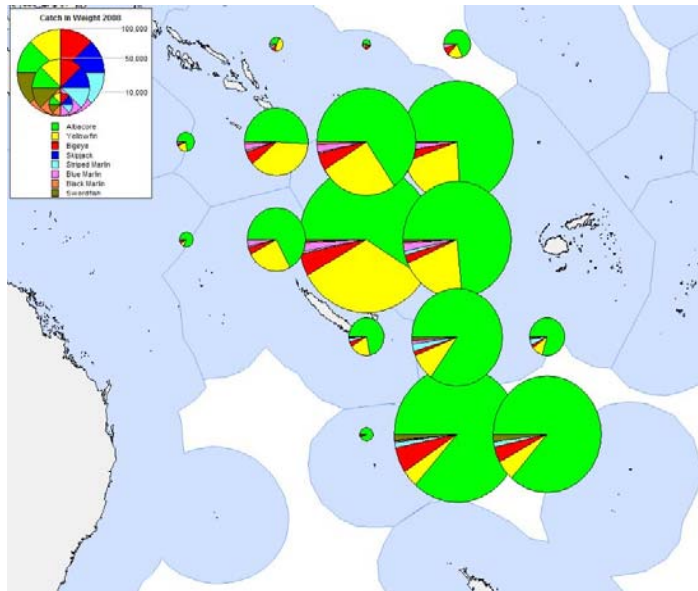 Catch in Weight 2008
100,000
50,000
10,000
Albacore
Yellowfin
Bigeye
Skipjack
Striped Marlin
Blue Marlin
Black Marlin
Swordfish